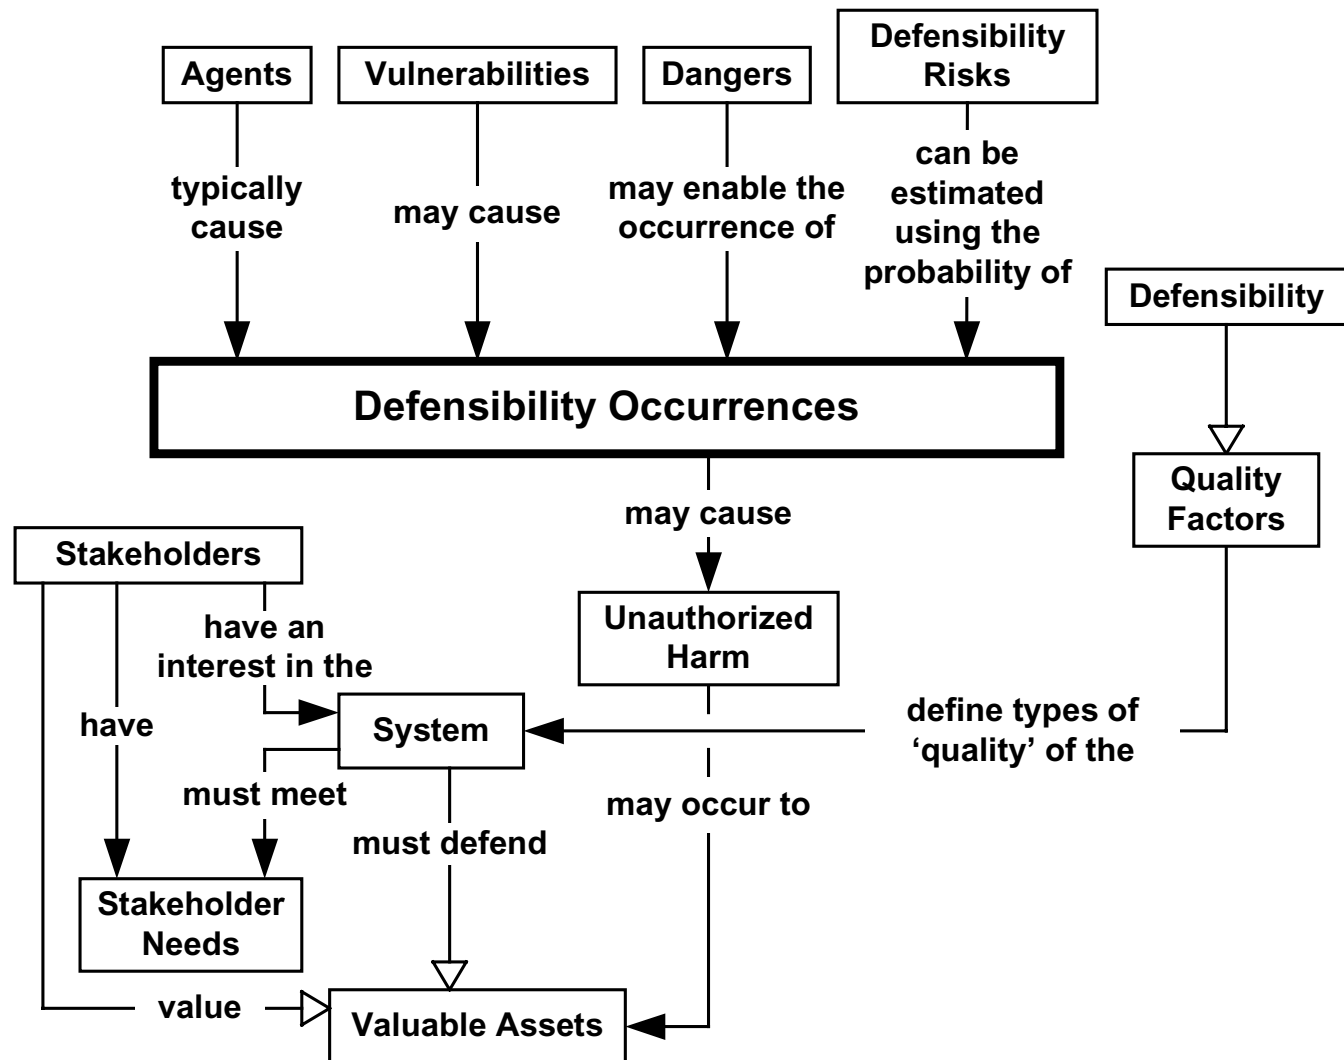 Agents
Vulnerabilities
Dangers
Defensibility
Risks
typically
cause
may cause
may enable the
occurrence of
can be
estimated
using the
probability of
Defensibility
Defensibility Occurrences
Quality
Factors
may cause
Stakeholders
Unauthorized
Harm
have an
interest in the
have
System
define types of
‘quality’ of the
must meet
may occur to
must defend
Stakeholder
Needs
value
Valuable Assets